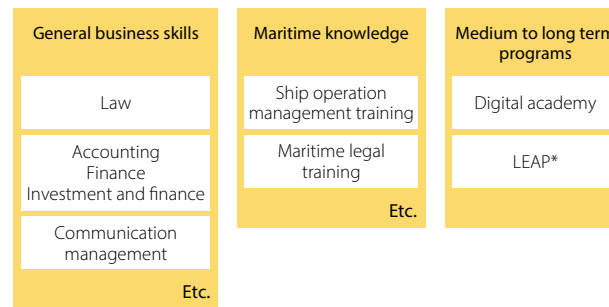 General business skills
Law
Accounting
Finance
Investment and finance
Communication
management
Etc.
Maritime knowledge
Ship operation
management training
Maritime legal
training
Etc.
Medium to long term
programs
Digital academy
LEAP*